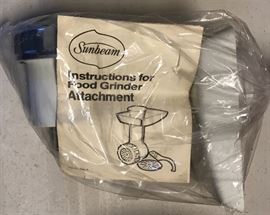 Sunbeam
Instructions for
Food Grinder
Attachment